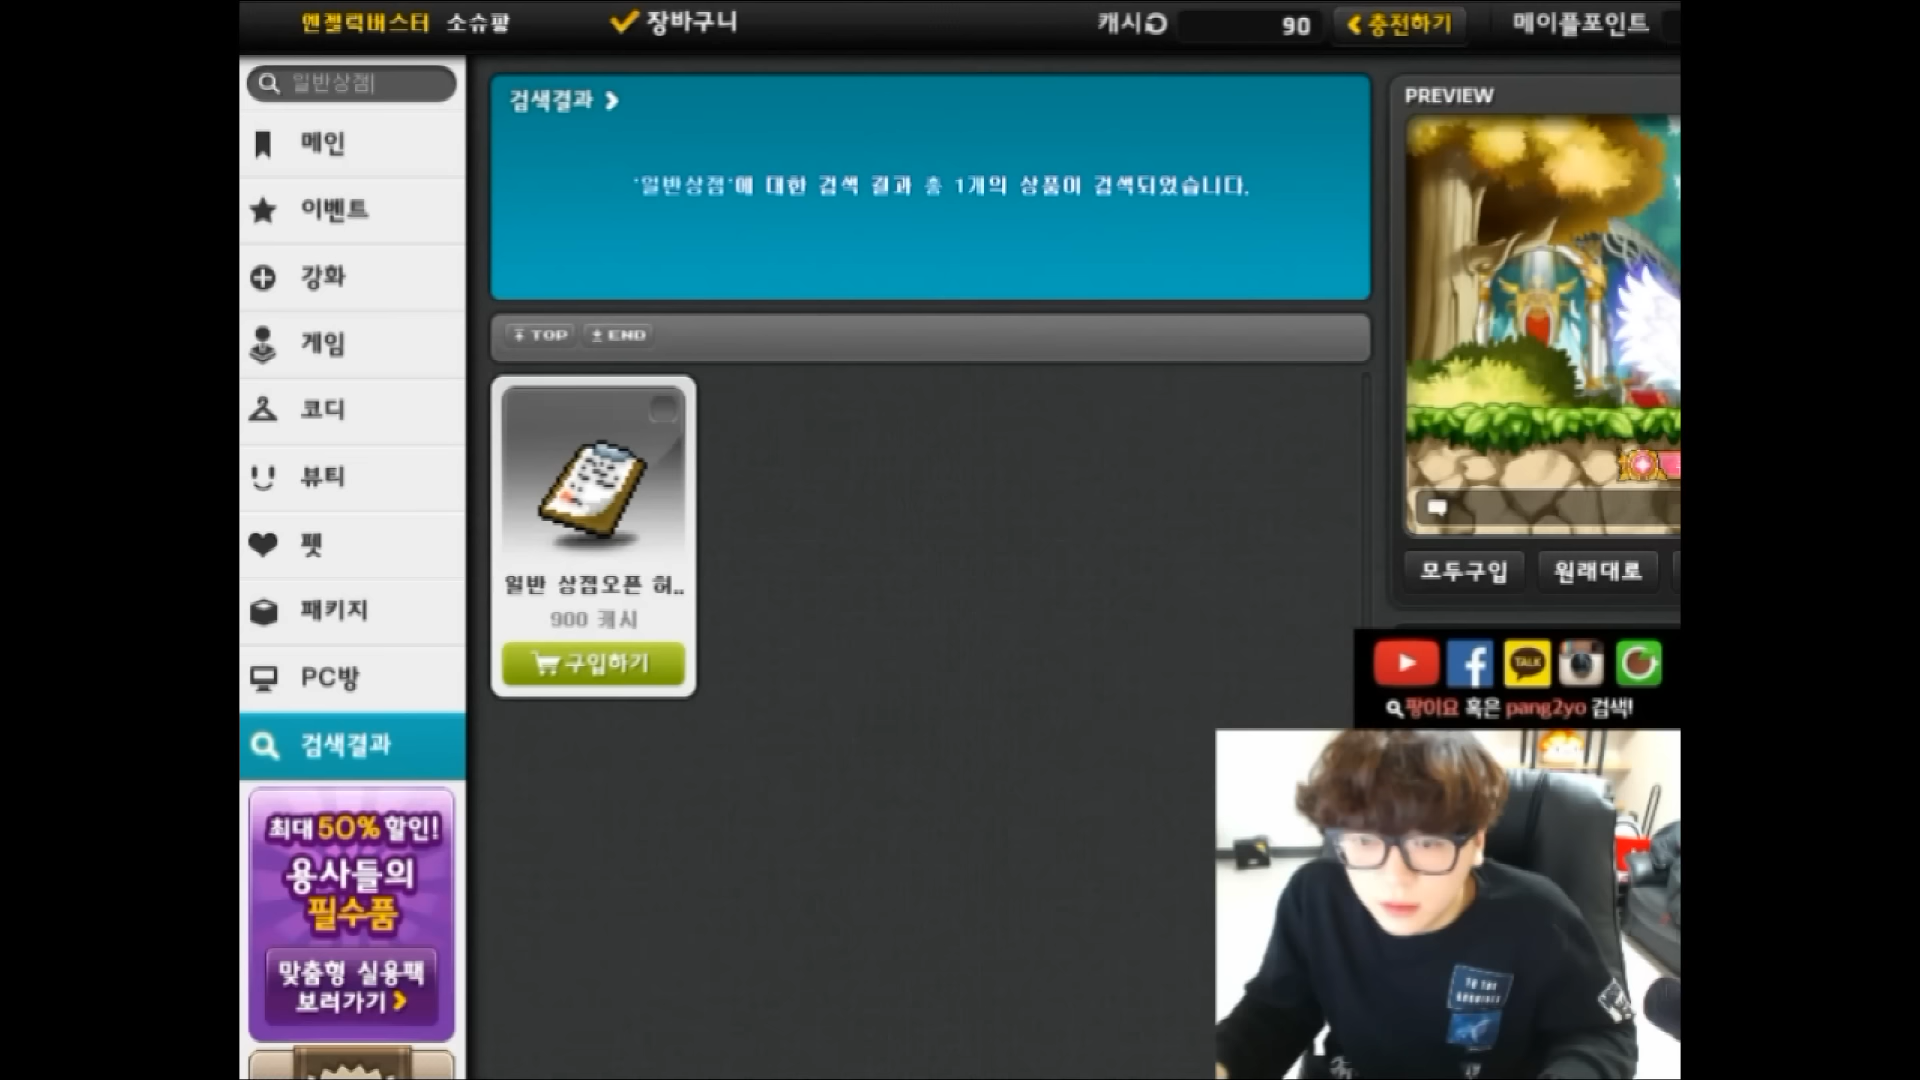 엔젤릭버스터 소슈팔
장바구니
캐시
90
충전하기
메이플포인트
일반상점
메인
이벤트
강화
게임
코디
뷰티
펫
패키지
PC방
검색결과
최대 50% 할인!
용사들의
필수품
맞춤형 실용팩
보러가기
검색결과
'일반상점'에 대한 검색 결과 총 1개의 상품이 검색되었습니다.
TOP
END
일반 상점오픈 허..
900 캐시
구입하기
PREVIEW
모두구입
원래대로
TALK
팡이요 혹은 pang2yo 검색!